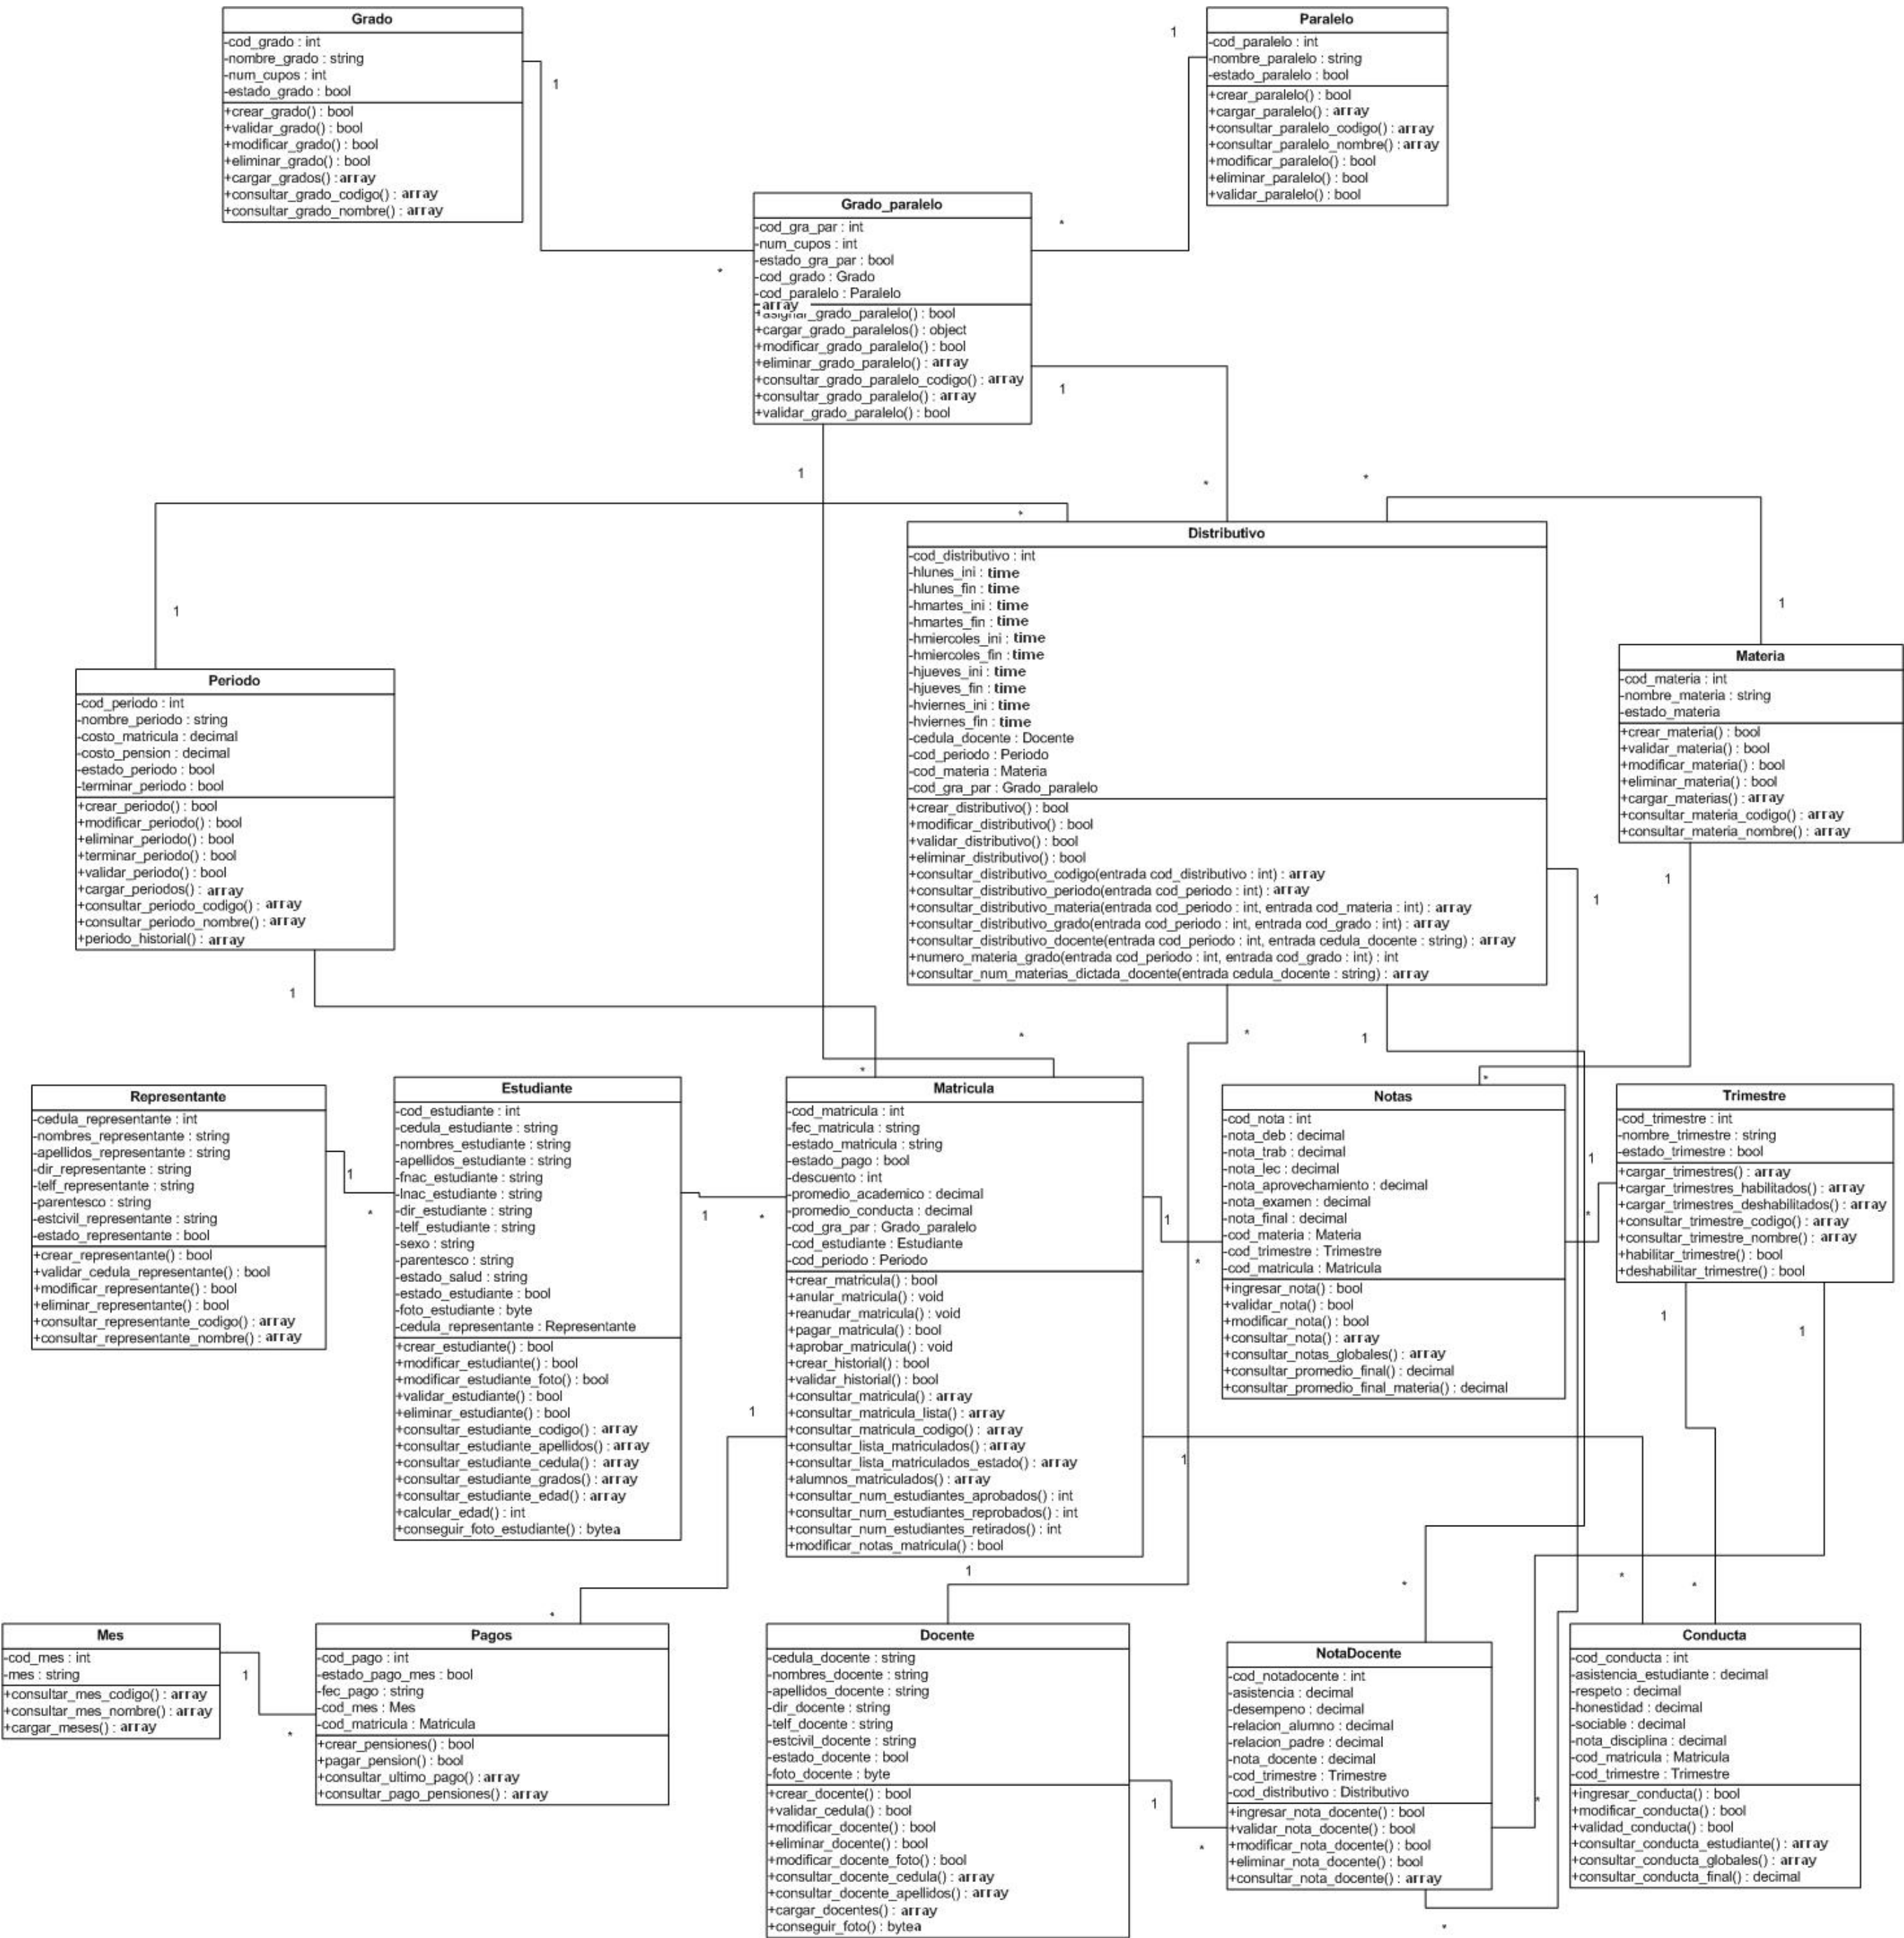 Grado
-cod_grado : int
-nombre_grado : string
-num_cupos : int
-estado_grado : bool
+crear_grado() : bool
+validar_grado() : bool
+modificar_grado() : bool
+eliminar_grado() : bool
+cargar_grados() : array
+consultar_grado_codigo() : array
+consultar_grado_nombre() : array
1
*
Paralelo
-cod_paralelo : int
-nombre_paralelo : string
-estado_paralelo : bool
+crear_paralelo() : bool
+cargar_paralelo() : array
+consultar_paralelo_codigo() : array
+consultar_paralelo_nombre() : array
+modificar_paralelo() : bool
+eliminar_paralelo() : bool
+validar_paralelo() : bool
1
*
Grado_paralelo
-cod_gra_par : int
-num_cupos : int
-estado_gra_par : bool
-cod_grado : Grado
-cod_paralelo : Paralelo
array
+asignar_grado_paralelo() : bool
+cargar_grado_paralelos() : object
+modificar_grado_paralelo() : bool
+eliminar_grado_paralelo() : array
+consultar_grado_paralelo_codigo() : array
+consultar_grado_paralelo() : array
+validar_grado_paralelo() : bool
1
1
*
*
*
1
1
Distributivo
-cod_distributivo : int
-hlunes_ini : time
-hlunes_fin : time
-hmartes_ini : time
-hmartes_fin : time
-hmiercoles_ini : time
-hmiercoles_fin : time
-hjueves_ini : time
-hjueves_fin : time
-hviernes_ini : time
-hviernes_fin : time
-cedula_docente : Docente
-cod_periodo : Periodo
-cod_materia : Materia
-cod_gra_par : Grado_paralelo
+crear_distributivo() : bool
+modificar_distributivo() : bool
+validar_distributivo() : bool
+eliminar_distributivo() : bool
+consultar_distributivo_codigo(entrada cod_distributivo : int) : array
+consultar_distributivo_periodo(entrada cod_periodo : int) : array
+consultar_distributivo_materia(entrada cod_periodo : int, entrada cod_materia : int) : array
+consultar_distributivo_grado(entrada cod_periodo : int, entrada cod_grado : int) : array
+consultar_distributivo_docente(entrada cod_periodo : int, entrada cedula_docente : string) : array
+numero_materia_grado(entrada cod_periodo : int, entrada cod_grado : int) : int
+consultar_num_materias_dictada_docente(entrada cedula_docente : string) : array
Materia
-cod_materia : int
-nombre_materia : string
-estado_materia
+crear_materia() : bool
+validar_materia() : bool
+modificar_materia() : bool
+eliminar_materia() : bool
+cargar_materias() : array
+consultar_materia_codigo() : array
+consultar_materia_nombre() : array
1
1
Periodo
-cod_periodo : int
-nombre_periodo : string
-costo_matricula : decimal
-costo_pension : decimal
-estado_periodo : bool
-terminar_periodo : bool
+crear_periodo() : bool
+modificar_periodo() : bool
+eliminar_periodo() : bool
+terminar_periodo() : bool
+validar_periodo() : bool
+cargar_periodos() : array
+consultar_periodo_codigo() : array
+consultar_periodo_nombre() : array
+periodo_historial() : array
1
*
*
*
1
*
Representante
-cedula_representante : int
-nombres_representante : string
-apellidos_representante : string
-dir_representante : string
-telf_representante : string
-parentesco : string
-estcivil_representante : string
-estado_representante : bool
+crear_representante() : bool
+validar_cedula_representante() : bool
+modificar_representante() : bool
+eliminar_representante() : bool
+consultar_representante_codigo() : array
+consultar_representante_nombre() : array
1
*
Estudiante
-cod_estudiante : int
-cedula_estudiante : string
-nombres_estudiante : string
-apellidos_estudiante : string
-fnac_estudiante : string
-lnac_estudiante : string
-dir_estudiante : string
-telf_estudiante : string
-sexo : string
-parentesco : string
-estado_salud : string
-estado_estudiante : bool
-foto_estudiante : byte
-cedula_representante : Representante
+crear_estudiante() : bool
+modificar_estudiante() : bool
+modificar_estudiante_foto() : bool
+validar_estudiante() : bool
+eliminar_estudiante() : bool
+consultar_estudiante_codigo() : array
+consultar_estudiante_apellidos() : array
+consultar_estudiante_cedula() : array
+consultar_estudiante_grados() : array
+consultar_estudiante_edad() : array
+calcular_edad() : int
+conseguir_foto_estudiante() : bytea
1
*
Matricula
-cod_matricula : int
-fec_matricula : string
-estado_matricula : string
-estado_pago : bool
-descuento : int
-promedio_academico : decimal
-promedio_conducta : decimal
-cod_gra_par : Grado_paralelo
-cod_estudiante : Estudiante
-cod_periodo : Periodo
+crear_matricula() : bool
+anular_matricula() : void
+reanudar_matricula() : void
+pagar_matricula() : bool
+aprobar_matricula() : void
+crear_historial() : bool
+validar_historial() : bool
+consultar_matricula() : array
+consultar_matricula_lista() : array
+consultar_matricula_codigo() : array
+consultar_lista_matriculados() : array
+consultar_lista_matriculados_estado() : array
+alumnos_matriculados() : array
+consultar_num_estudiantes_aprobados() : int
+consultar_num_estudiantes_reprobados() : int
+consultar_num_estudiantes_retirados() : int
+modificar_notas_matricula() : bool
1
*
Notas
-cod_nota : int
-nota_deb : decimal
-nota_trab : decimal
-nota_lec : decimal
-nota_aprovechamiento : decimal
-nota_examen : decimal
-nota_final : decimal
-cod_materia : Materia
-cod_trimestre : Trimestre
-cod_matricula : Matricula
+ingresar_nota() : bool
+validar_nota() : bool
+modificar_nota() : bool
+consultar_nota() : array
+consultar_notas_globales() : array
+consultar_promedio_final() : decimal
+consultar_promedio_final_materia() : decimal
1
*
Trimestre
-cod_trimestre : int
-nombre_trimestre : string
-estado_trimestre : bool
+cargar_trimestres() : array
+cargar_trimestres_habilitados() : array
+cargar_trimestres_deshabilitados() : array
+consultar_trimestre_codigo() : array
+consultar_trimestre_nombre() : array
+habilitar_trimestre() : bool
+deshabilitar_trimestre() : bool
1
1
1
1
1
*
*
*
*
Mes
-cod_mes : int
-mes : string
+consultar_mes_codigo() : array
+consultar_mes_nombre() : array
+cargar_meses() : array
1
*
Pagos
-cod_pago : int
-estado_pago_mes : bool
-fec_pago : string
-cod_mes : Mes
-cod_matricula : Matricula
+crear_pensiones() : bool
+pagar_pension() : bool
+consultar_ultimo_pago() : array
+consultar_pago_pensiones() : array
Docente
-cedula_docente : string
-nombres_docente : string
-apellidos_docente : string
-dir_docente : string
-telf_docente : string
-estcivil_docente : string
-estado_docente : bool
-foto_docente : byte
+crear_docente() : bool
+validar_cedula() : bool
+modificar_docente() : bool
+eliminar_docente() : bool
+modificar_docente_foto() : bool
+consultar_docente_cedula() : array
+consultar_docente_apellidos() : array
+cargar_docentes() : array
+conseguir_foto() : bytea
1
*
NotaDocente
-cod_notadocente : int
-asistencia : decimal
-desempeno : decimal
-relacion_alumno : decimal
-relacion_padre : decimal
-nota_docente : decimal
-cod_trimestre : Trimestre
-cod_distributivo : Distributivo
+ingresar_nota_docente() : bool
+validar_nota_docente() : bool
+modificar_nota_docente() : bool
+eliminar_nota_docente() : bool
+consultar_nota_docente() : array
*
*
Conducta
-cod_conducta : int
-asistencia_estudiante : decimal
-respeto : decimal
-honestidad : decimal
-sociable : decimal
-nota_disciplina : decimal
-cod_matricula : Matricula
-cod_trimestre : Trimestre
+ingresar_conducta() : bool
+modificar_conducta() : bool
+validad_conducta() : bool
+consultar_conducta_estudiante() : array
+consultar_conducta_globales() : array
+consultar_conducta_final() : decimal